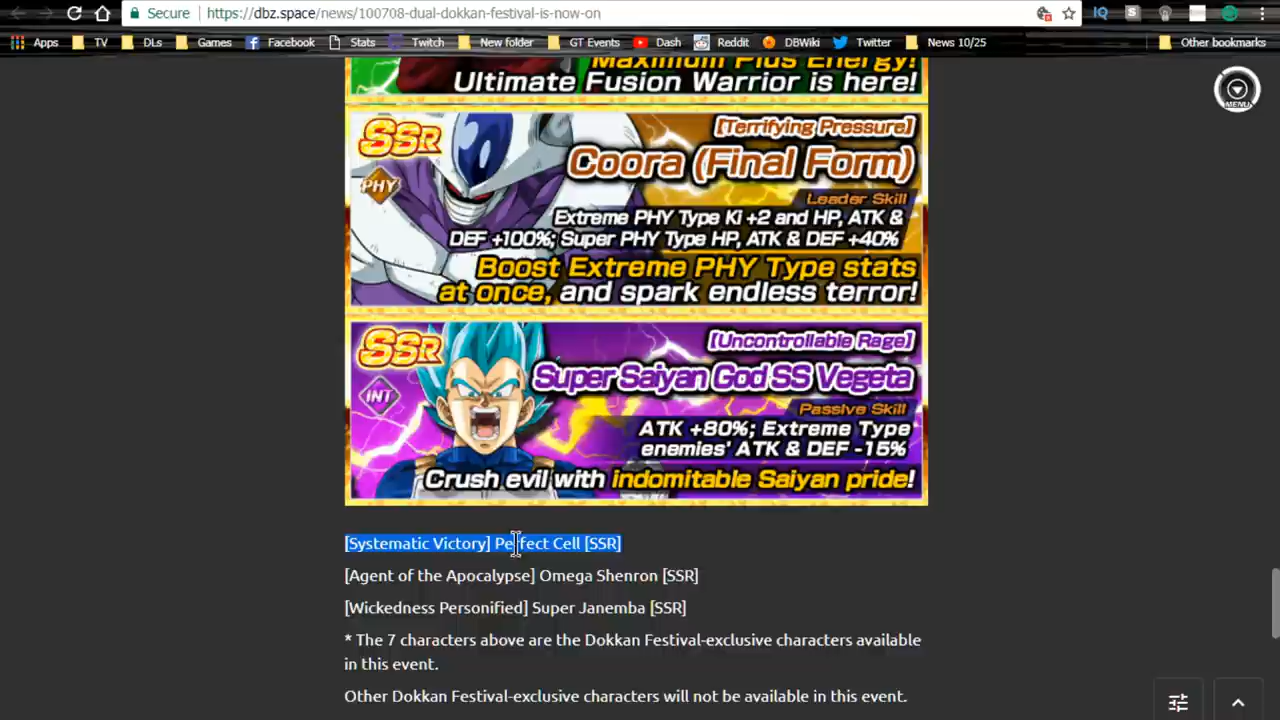 Secure https://dbz.space/news/100708-dual-dokkan-festival-is-now-on
Apps TV DLs Games Facebook Stats Twitch New folder GT Events Dash Reddit DBWiki Twitter News 10/25 Other bookmarks
MENU
Maximum Plus Energy!
Ultimate Fusion Warrior is here!
SSR
[Terrifying Pressure]
Coora (Final Form)
PHY
Leader Skill
Extreme PHY Type Ki +2 and HP, ATK &
DEF +100%; Super PHY Type HP, ATK & DEF +40%
Boost Extreme PHY Type stats
at once, and spark endless terror!
SSR
[Uncontrollable Rage]
Super Saiyan God SS Vegeta
INT
Passive Skill
ATK +80%; Extreme Type
enemies' ATK & DEF -15%
Crush evil with indomitable Saiyan pride!
[Systematic Victory] Perfect Cell [SSR]
[Agent of the Apocalypse] Omega Shenron [SSR]
[Wickedness Personified] Super Janemba [SSR]
* The 7 characters above are the Dokkan Festival-exclusive characters available
in this event.
Other Dokkan Festival-exclusive characters will not be available in this event.